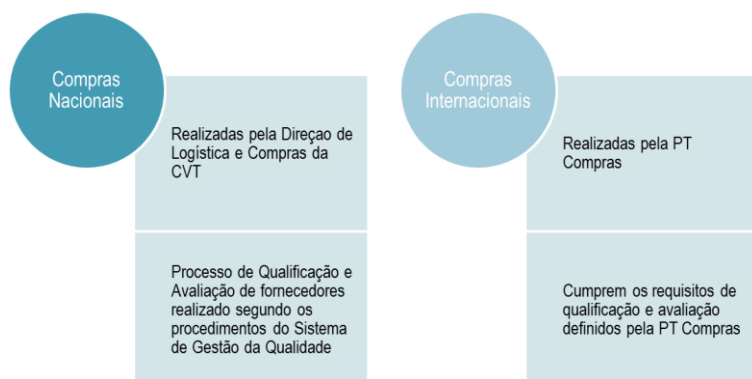 Compras
Nacionais
Realizadas pela Direçao de
Logística e Compras da
CVT
Processo de Qualificação e
Avaliação de fornecedores
realizado segundo os
procedimentos do Sistema
de Gestão da Qualidade
Compras
Internacionais
Realizadas pela PT
Compras
Cumprem os requisitos de
qualificação e avaliação
definidos pela PT Compras